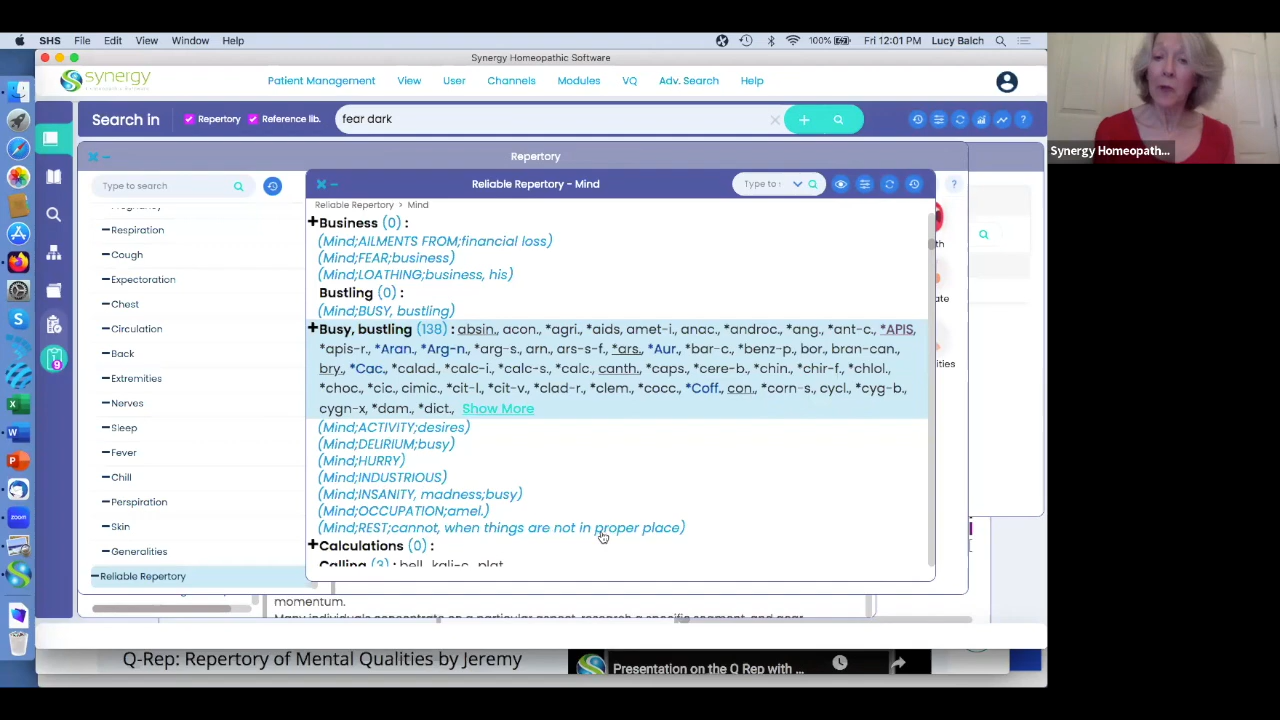 SHS File Edit View Window Help 100% Fri 12:01 PM Lucy Balch
Synergy Homeopathic Software
synergy
Patient Management View User Channels Modules VQ Adv. Search Help
Search in Repertory Reference lib. fear dark
Synergy Homeopath...
Repertory
Type to search
Reliable Repertory - Mind
Type to
Reliable Repertory > Mind
Respiration
Cough
Expectoration
Chest
Circulation
Back
Extremities
Nerves
Sleep
Fever
Chill
Perspiration
Skin
Generalities
Reliable Repertory
+Business (0) :
(Mind;AILMENTS FROM;financial loss)
(Mind;FEAR;business)
(Mind;LOATHING;business, his)
Bustling (0) :
(Mind;BUSY, bustling)
+Busy, bustling (138) : absin., acon., *agri., *aids, amet-i., anac., *androc., *ang., *ant-c., *APIS,
*apis-r., *Aran., *Arg-n., *arg-s., arn., ars-s-f., *ars., *Aur., *bar-c., *benz-p., bor., bran-can.,
bry., *Cac., *calad., *calc-i., *calc-s., *calc., canth., *caps., *cere-b., *chin., *chir-f., *chlol.,
*choc., *cic., cimic., *cit-l., *cit-v., *clad-r., *clem., *cocc., *Coff., con., *corn-s., cycl., *cyg-b.,
cygn-x, *dam., *dict., Show More
(Mind;ACTIVITY;desires)
(Mind;DELIRIUM;busy)
(Mind;HURRY)
(Mind;INDUSTRIOUS)
(Mind;INSANITY, madness;busy)
(Mind;OCCUPATION;amel.)
(Mind;REST;cannot, when things are not in proper place)
+Calculations (0) :
Calling (3) : bell., kali-c., plat.
momentum.
Q-Rep: Repertory of Mental Qualities by Jeremy
Presentation on the Q Rep with ...